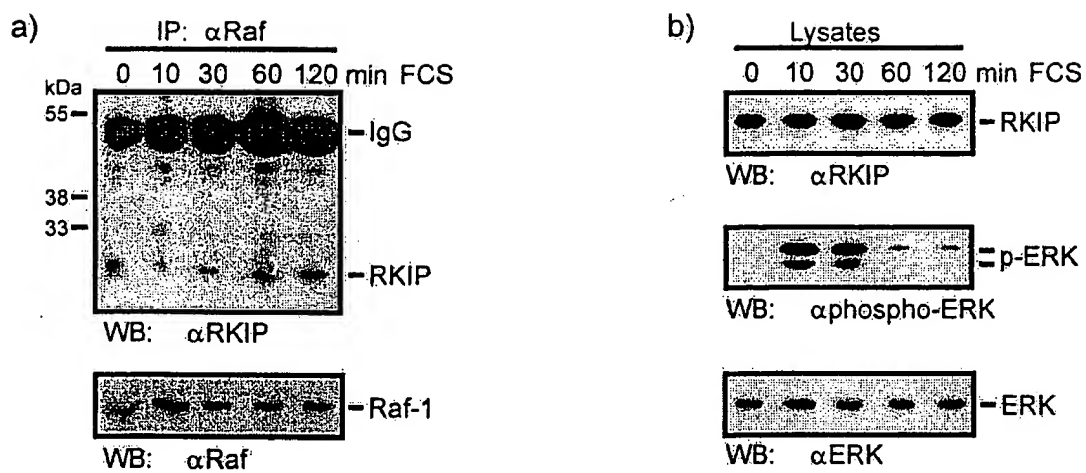 a)
IP: αRaf
0 10 30 60 120 min FCS
kDa
55
IgG
38
33
RKIP
WB: αRKIP
Raf-1
WB: αRaf
b)
Lysates
0 10 30 60 120 min FCS
RKIP
WB: αRKIP
p-ERK
WB: αphospho-ERK
ERK
WB: αERK